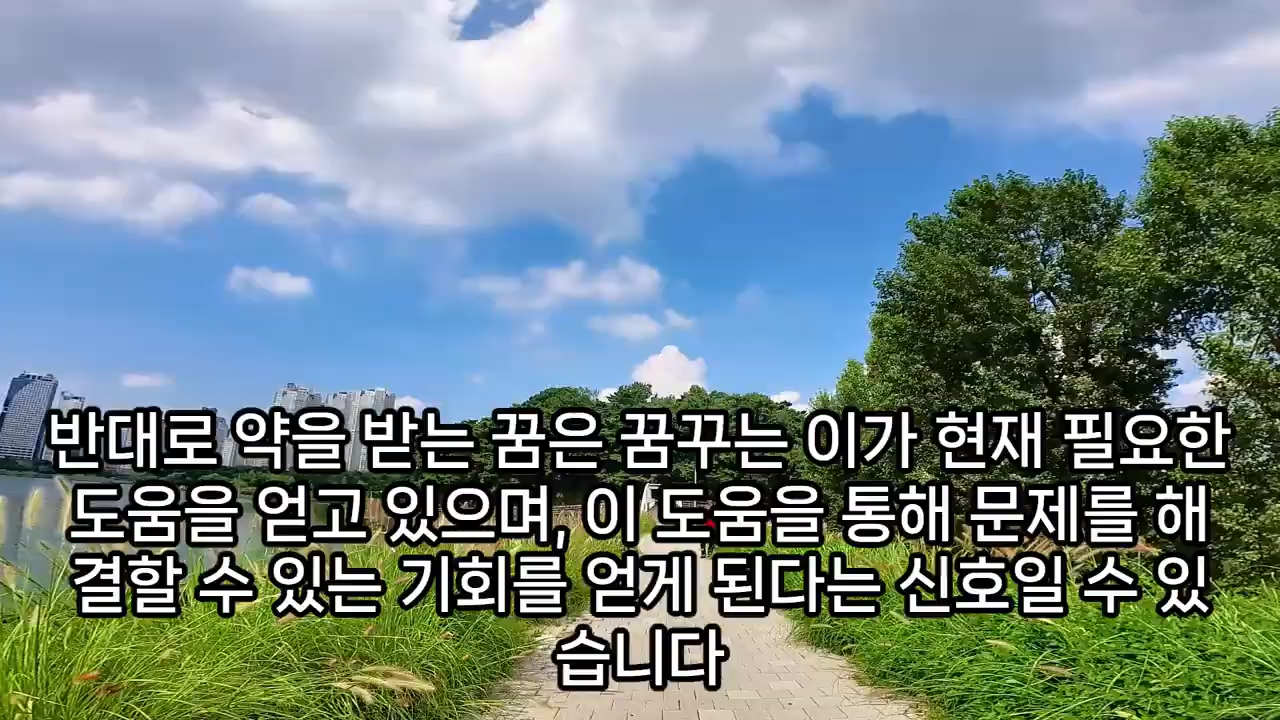 반대로 약을 받는 꿈은 꿈꾸는 이가 현재 필요한
도움을 얻고 있으며, 이 도움을 통해 문제를 해
결할 수 있는 기회를 얻게 된다는 신호일 수 있
습니다